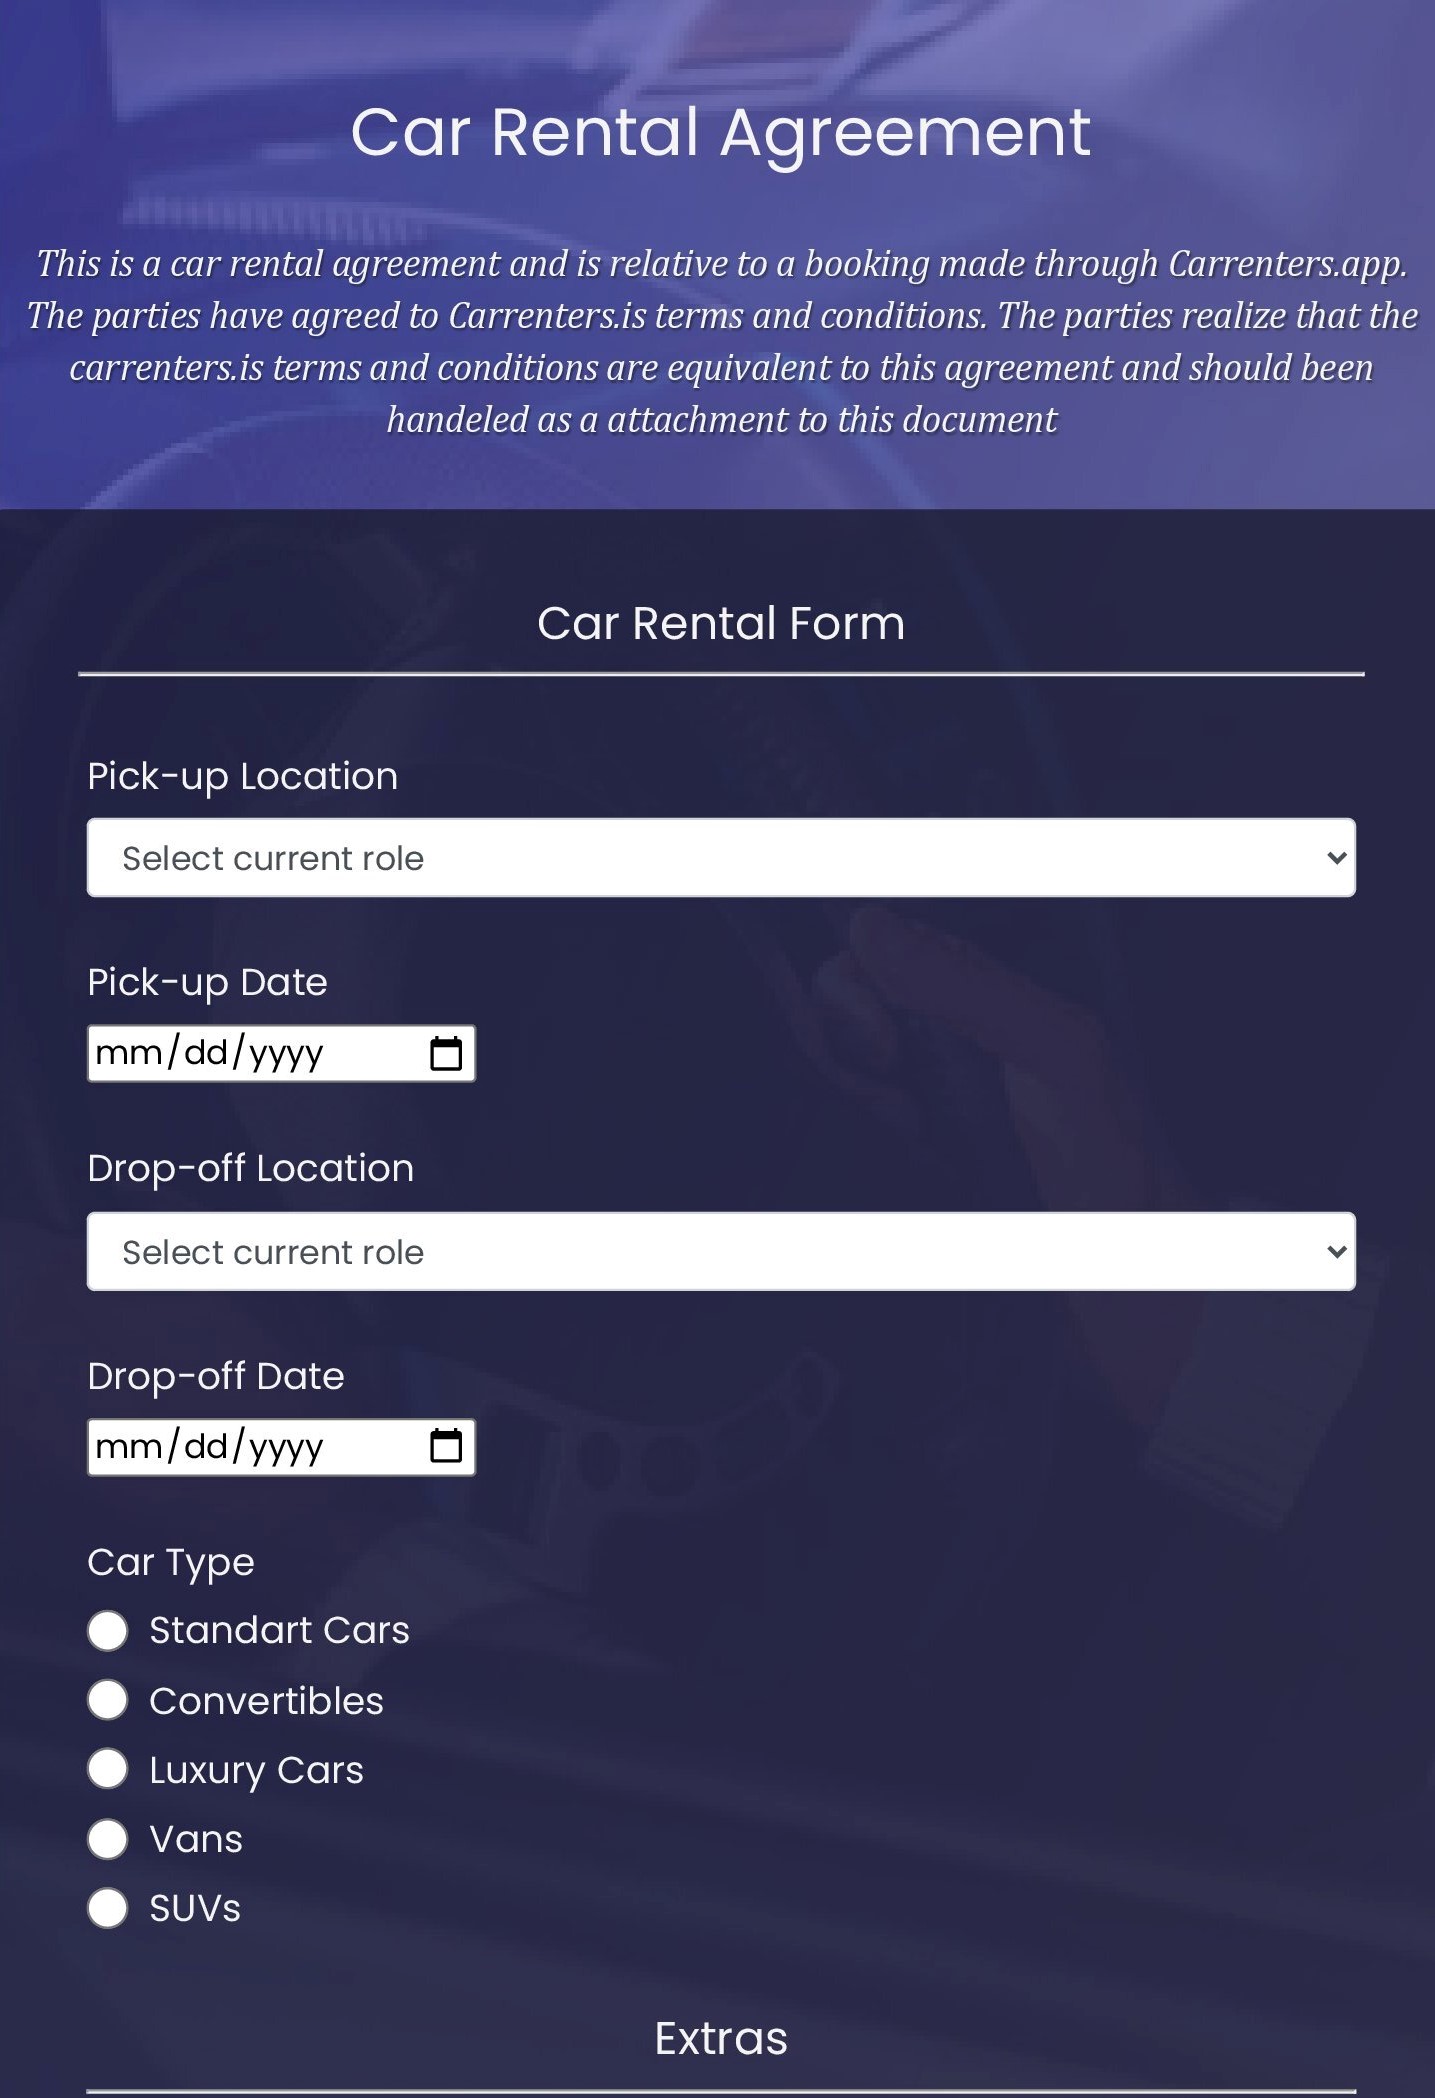 Car Rental Agreement
This is a car rental agreement and is relative to a booking made through Carrenters.app.
The parties have agreed to Carrenters.is terms and conditions. The parties realize that the
carrenters.is terms and conditions are equivalent to this agreement and should been
handeled as a attachment to this document
Car Rental Form
Pick-up Location
Select current role
Pick-up Date
mm/dd/yyyy
Drop-off Location
Select current role
Drop-off Date
mm/dd/yyyy
Car Type
Standart Cars
Convertibles
Luxury Cars
Vans
SUVs
Extras